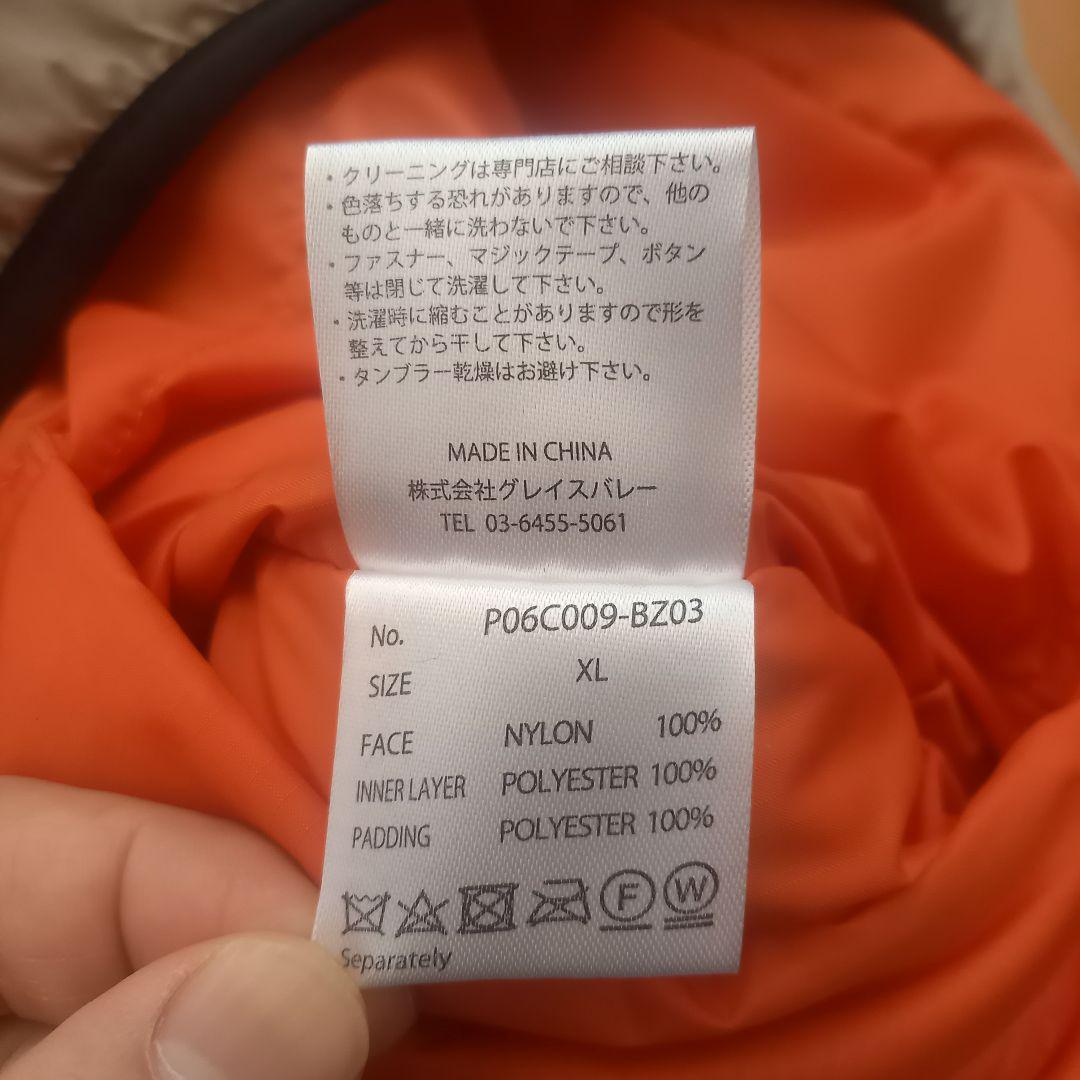 ・クリーニングは専門店にご相談下さい。
・色落ちする恐れがありますので、他の
ものと一緒に洗わないで下さい。
・ファスナー、マジックテープ、ボタン
等は閉じて洗濯して下さい。
・洗濯時に縮むことがありますので形を
整えてから干して下さい。
・タンブラー乾燥はお避け下さい。
MADE IN CHINA
株式会社グレイスバレー
TEL 03-6455-5061
No. P06C009-BZ03
SIZE XL
FACE NYLON 100%
INNER LAYER POLYESTER 100%
PADDING POLYESTER 100%
F W
Separately